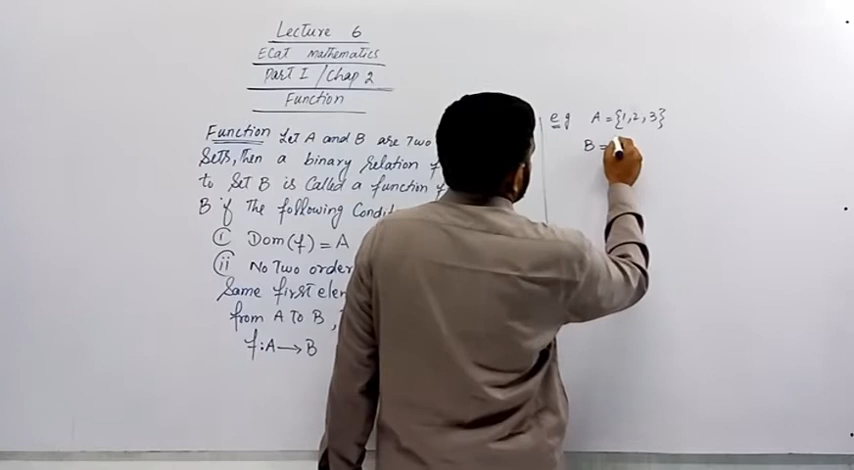 Lecture 6
ECat Mathematics
Part I / Chap 2
Function
Function Let A and B are Two
Sets, Then a binary relation f
to Set B is Called a function f
B if The following Condit
(i) Dom(f) = A
(ii) No Two order
Same first elem
from A to B ,
f: A → B
eg A = {1, 2, 3}
B =